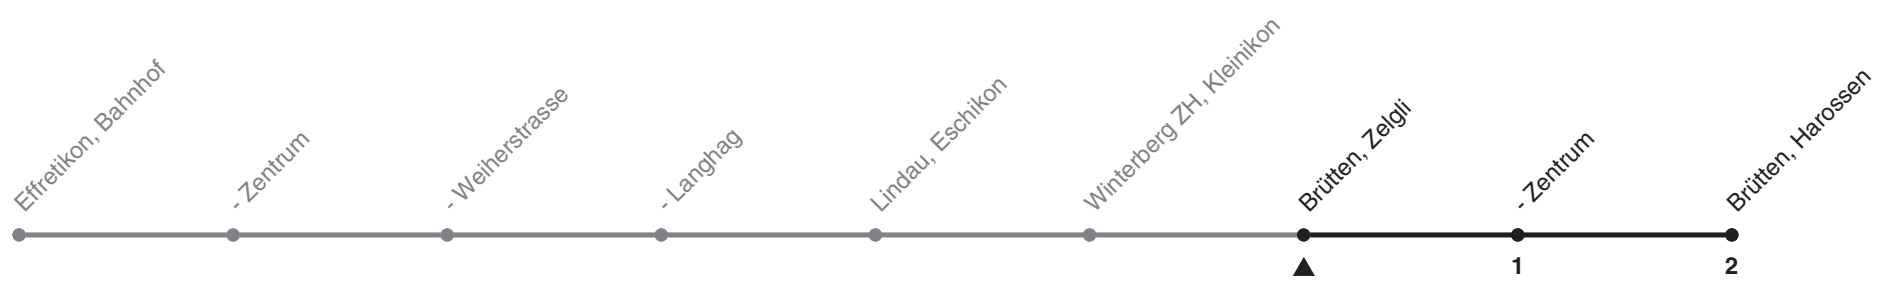 Effretikon, Bahnhof
- Zentrum
- Weiherstrasse
- Langhag
Lindau, Eschikon
Winterberg ZH, Kleinikon
Brütten, Zelgli
- Zentrum
Brütten, Harossen
1
2